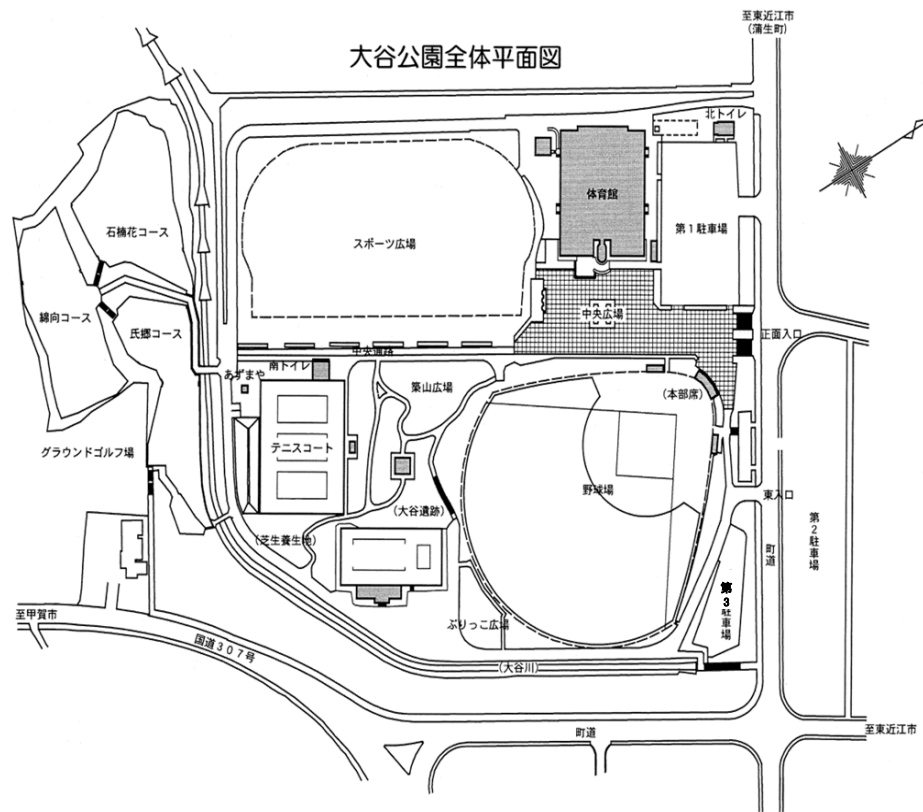 至東近江市
(蒲生町)
大谷公園全体平面図
北トイレ
体育館
石楠花コース
第1駐車場
スポーツ広場
綿向コース
氏郷コース
中央広場
正面入口
中央通路
南トイレ
あずまや
築山広場
(本部席)
グラウンドゴルフ場
テニスコート
野球場
東入口
(大谷遺跡)
(芝生養生地)
町道
第2駐車場
第3駐車場
至甲賀市
ぶりっこ広場
国道307号
(大谷川)
町道
至東近江市